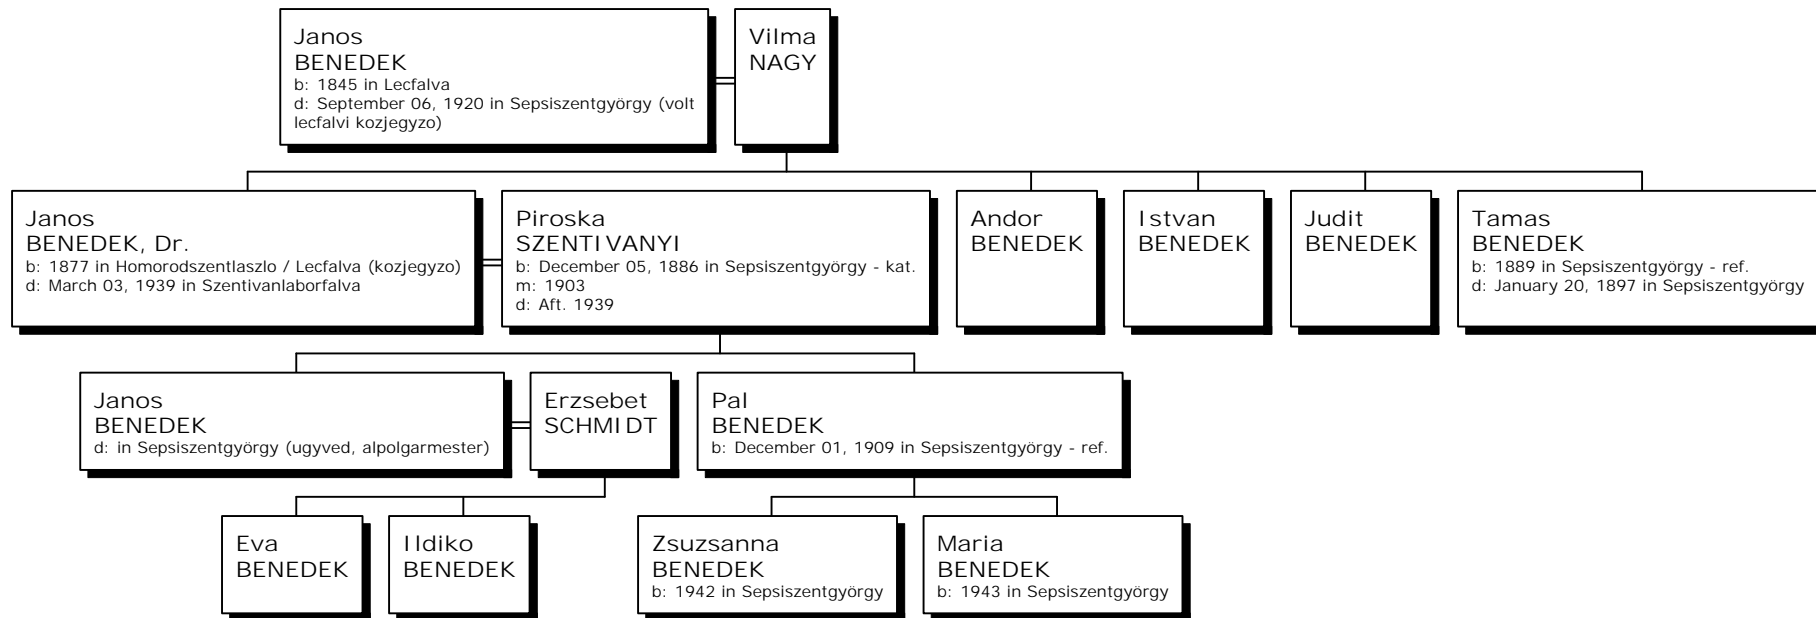 Janos
BENEDEK
b: 1845 in Lecfalva
d: September 06, 1920 in Sepsiszentgyörgy (volt
lecfalvi kozjegyzo)
Vilma
NAGY
Janos
BENEDEK, Dr.
b: 1877 in Homorodszentlaszlo / Lecfalva (kozjegyzo)
d: March 03, 1939 in Szentivanlaborfalva
Piroska
SZENTIVANYI
b: December 05, 1886 in Sepsiszentgyörgy - kat.
m: 1903
d: Aft. 1939
Andor
BENEDEK
Istvan
BENEDEK
Judit
BENEDEK
Tamas
BENEDEK
b: 1889 in Sepsiszentgyörgy - ref.
d: January 20, 1897 in Sepsiszentgyörgy
Janos
BENEDEK
d: in Sepsiszentgyörgy (ugyved, alpolgarmester)
Erzsebet
SCHMIDT
Pal
BENEDEK
b: December 01, 1909 in Sepsiszentgyörgy - ref.
Eva
BENEDEK
Ildiko
BENEDEK
Zsuzsanna
BENEDEK
b: 1942 in Sepsiszentgyörgy
Maria
BENEDEK
b: 1943 in Sepsiszentgyörgy